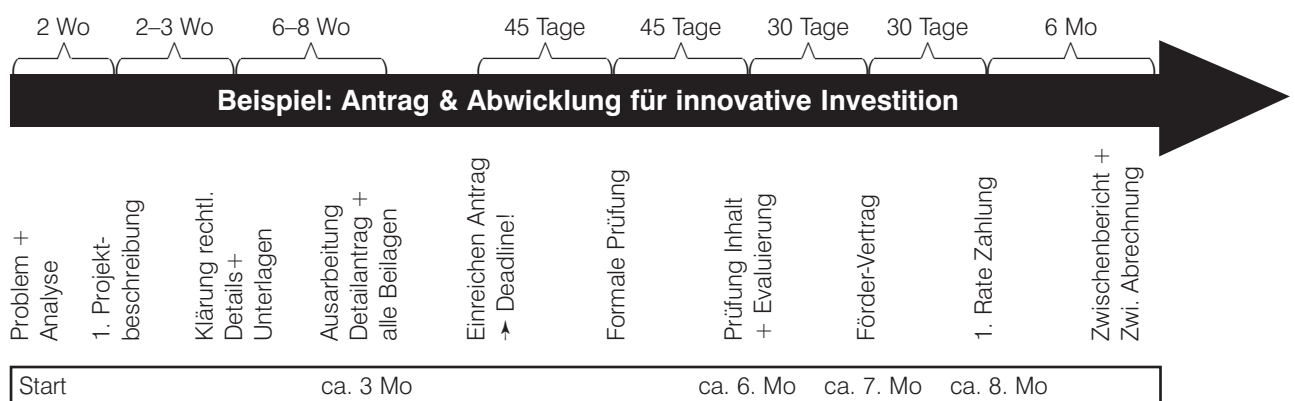 2 Wo
2–3 Wo
6–8 Wo
45 Tage
45 Tage
30 Tage
30 Tage
6 Mo
Beispiel: Antrag & Abwicklung für innovative Investition
Problem +
Analyse
1. Projekt-
beschreibung
Klärung rechtl.
Details+
Unterlagen
Ausarbeitung
Detailantrag +
alle Beilagen
Einreichen Antrag
➛ Deadline!
Formale Prüfung
Prüfung Inhalt
+ Evaluierung
Förder-Vertrag
1. Rate Zahlung
Zwischenbericht +
Zwi. Abrechnung
Start
ca. 3 Mo
ca. 6. Mo
ca. 7. Mo
ca. 8. Mo